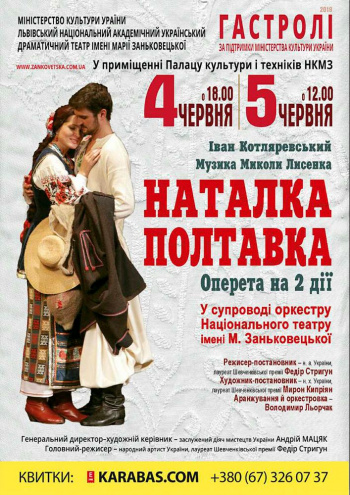 МІНІСТЕРСТВО КУЛЬТУРИ УРАЇНИ
ЛЬВІВСЬКИЙ НАЦІОНАЛЬНИЙ АКАДЕМІЧНИЙ УКРАЇНСЬКИЙ
ДРАМАТИЧНИЙ ТЕАТР ІМЕНІ МАРІЇ ЗАНЬКОВЕЦЬКОЇ
WWW.ZANKOVETSKA.COM.UA
2018
ГАСТРОЛІ
ЗА ПІДТРИМКИ МІНІСТЕРСТВА КУЛЬТУРИ УКРАЇНИ
У приміщенні Палацу культури і техніків НКМЗ
4 о 18.00 ЧЕРВНЯ
5 о 12.00 ЧЕРВНЯ
Іван Котляревський
Музика Миколи Лисенка
НАТАЛКА
ПОЛТАВКА
Оперета на 2 дії
У супроводі оркестру
Національного театру
імені М. Заньковецької
Режисер-постановник – н. а. України,
лауреат Шевченківської премії Федір Стригун
Художник-постановник – н. х. України,
лауреат Шевченківської премії Мирон Кипріян
Аранжування й оркестровка –
Володимир Льорчак
Генеральний директор-художній керівник – заслужений діяч мистецтв України Андрій МАЦЯК
Головний-режисер – народний артист України, лауреат Шевченківської премії Федір Стригун
КВИТКИ: KARABAS.COM +380 (67) 326 07 37